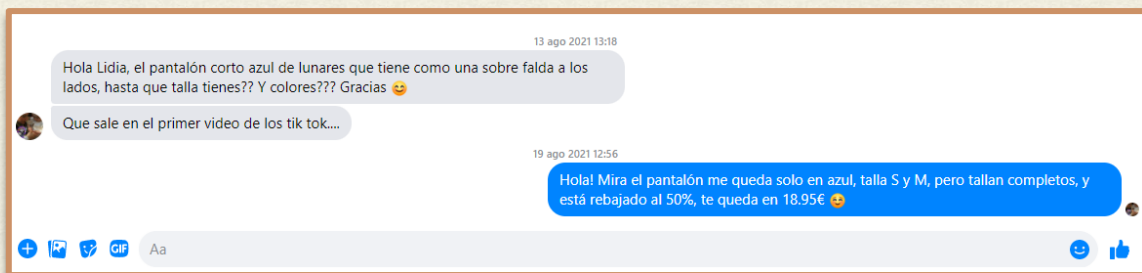 13 ago 2021 13:18
Hola Lidia, el pantalón corto azul de lunares que tiene como una sobre falda a los
lados, hasta que talla tienes?? Y colores??? Gracias 😊
Que sale en el primer video de los tik tok....
19 ago 2021 12:56
Hola! Mira el pantalón me queda solo en azul, talla S y M, pero tallan completos, y
está rebajado al 50%, te queda en 18.95€ 😊
GIF
Aa